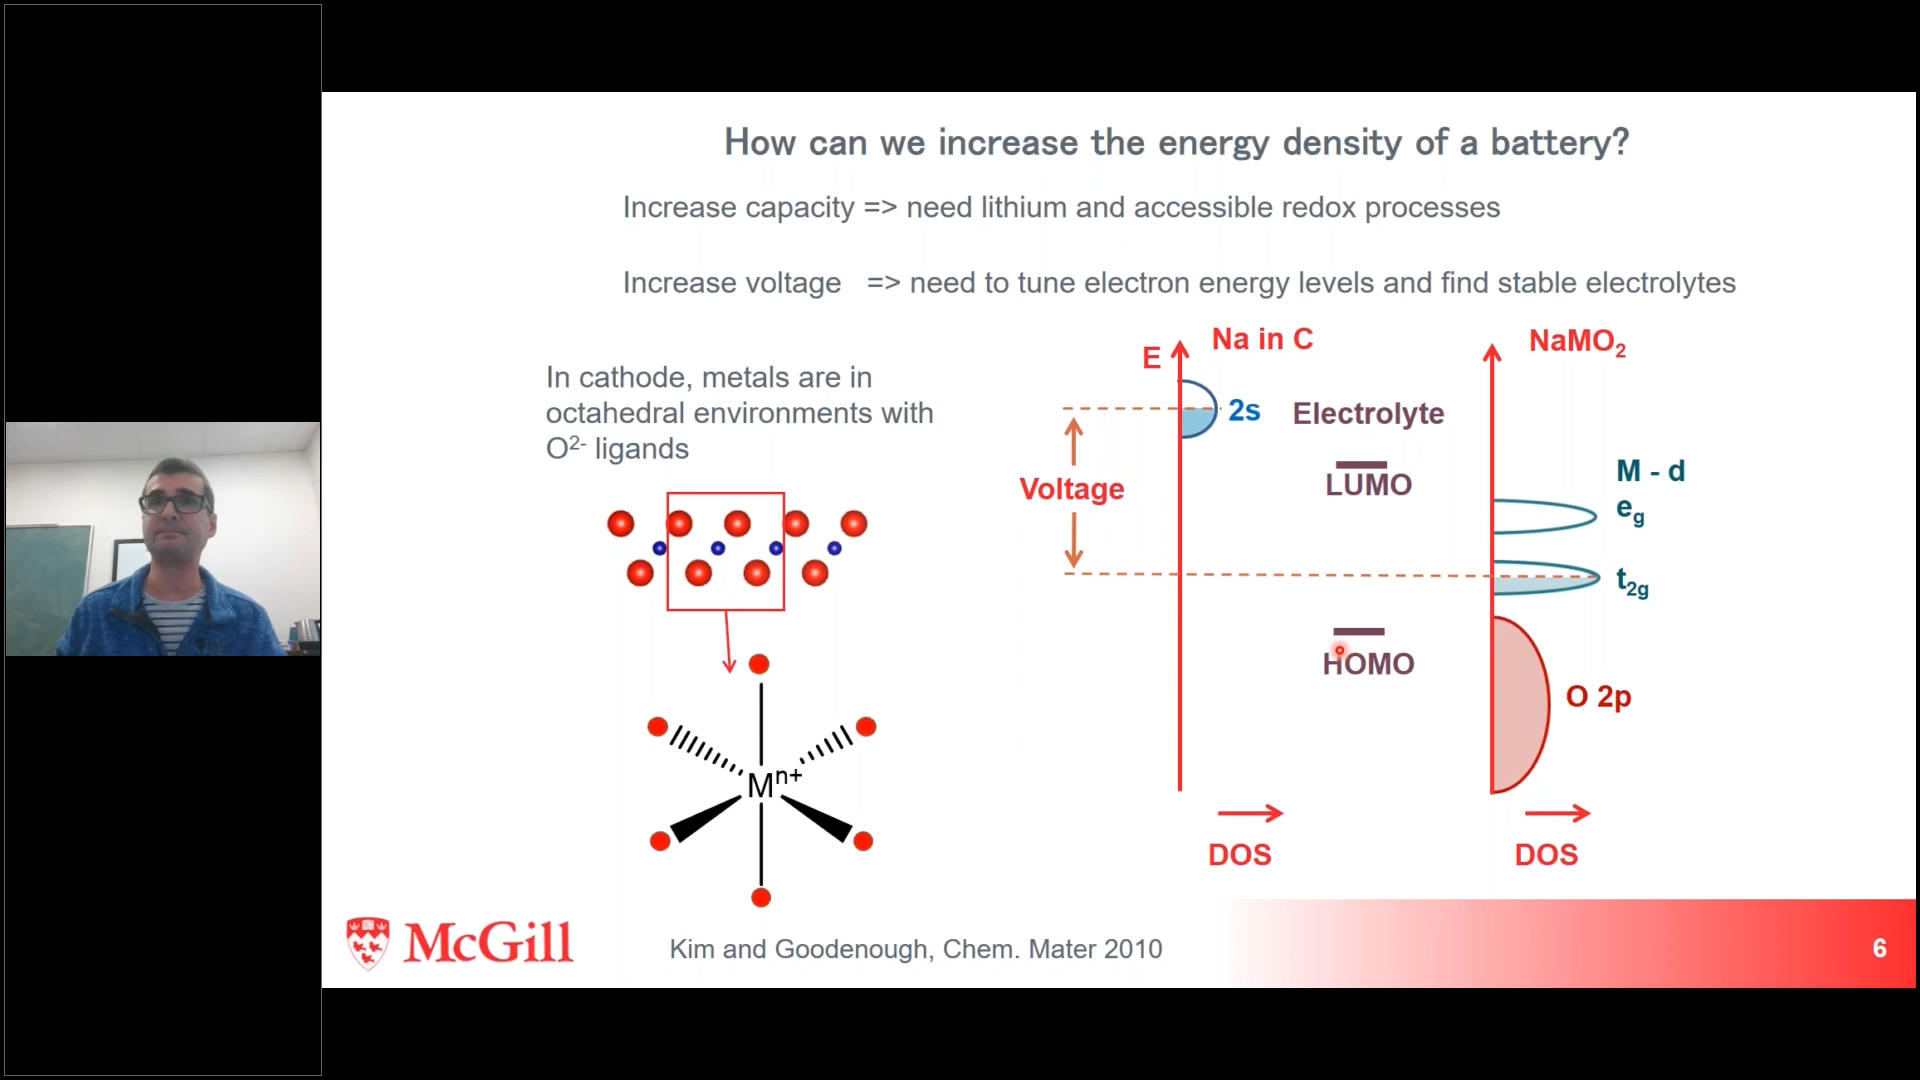 How can we increase the energy density of a battery?
Increase capacity => need lithium and accessible redox processes
Increase voltage => need to tune electron energy levels and find stable electrolytes
In cathode, metals are in
octahedral environments with
O²⁻ ligands
Mⁿ⁺
E
Na in C
NaMO₂
2s
Electrolyte
LUMO
Voltage
M - d
e_g
t_2g
HOMO
O 2p
DOS
DOS
McGill
Kim and Goodenough, Chem. Mater 2010
6